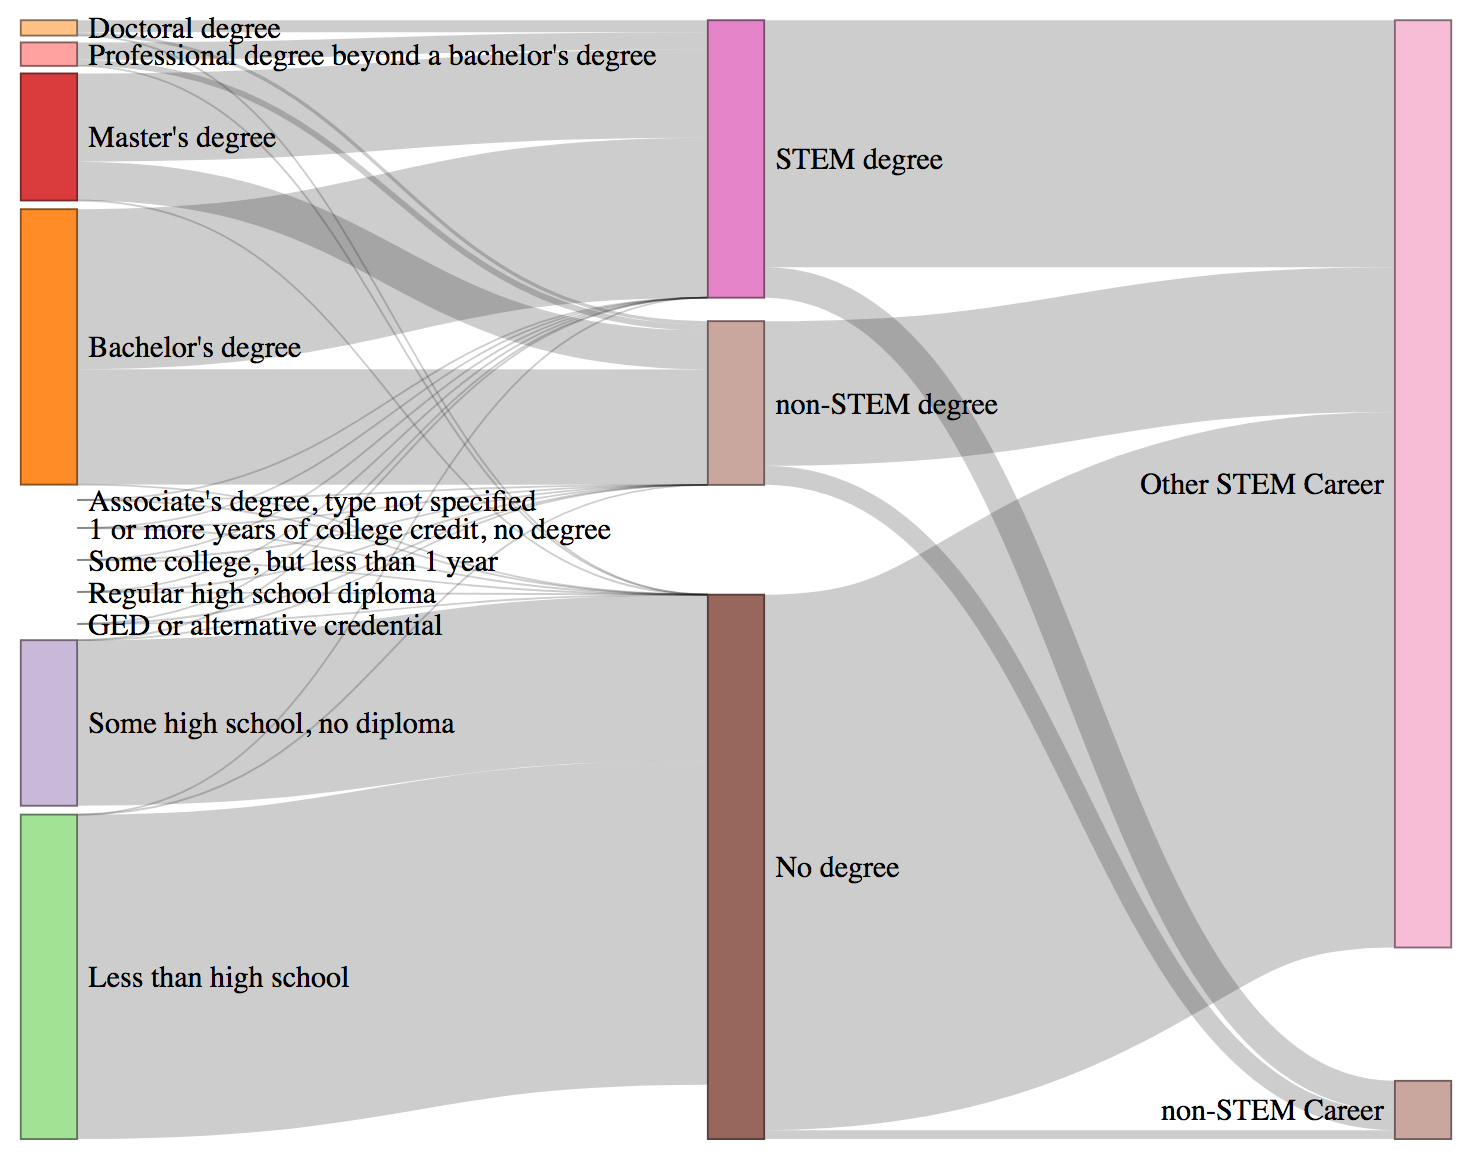 Doctoral degree
Professional degree beyond a bachelor's degree
Master's degree
Bachelor's degree
Associate's degree, type not specified
1 or more years of college credit, no degree
Some college, but less than 1 year
Regular high school diploma
GED or alternative credential
Some high school, no diploma
Less than high school
STEM degree
non-STEM degree
No degree
Other STEM Career
non-STEM Career